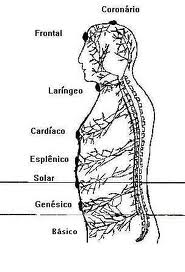 Coronário
Frontal
Laríngeo
Cardíaco
Esplênico
Solar
Genésico
Básico